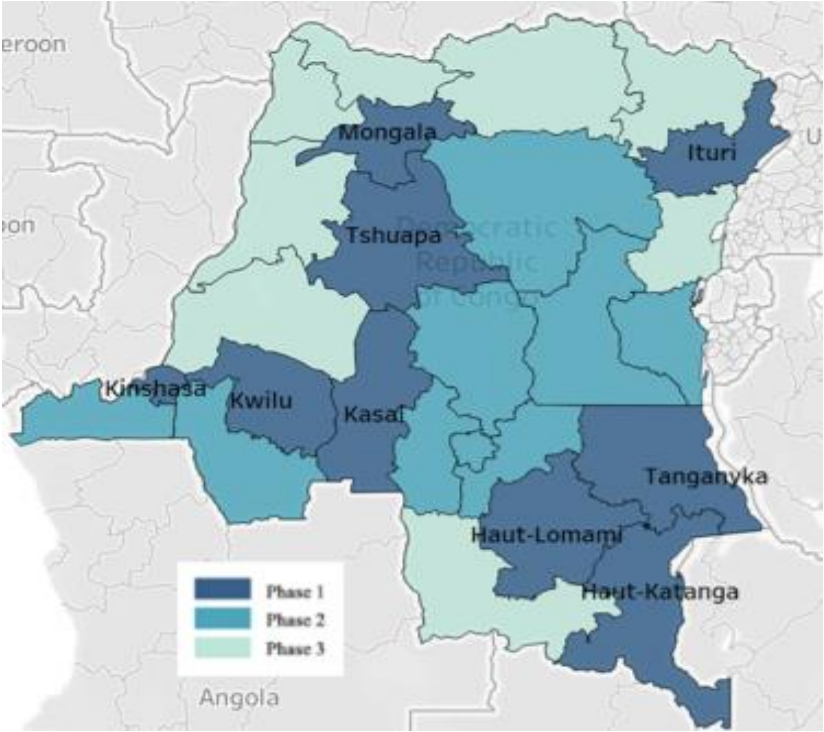 eroon
Mongala
Ituri
U
oon
Tshuapa
Democratic
Republic
of Congo
Kinshasa
Kwilu
Kasai
Tanganyka
Haut-Lomami
Haut-Katanga
Phase 1
Phase 2
Phase 3
Angola